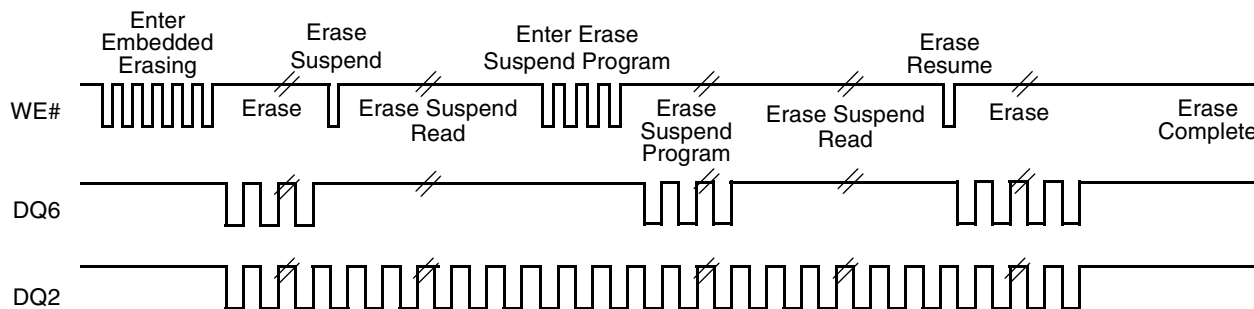 Enter
Embedded
Erasing
Erase
Suspend
Enter Erase
Suspend Program
Erase
Resume
WE#
Erase
Erase Suspend
Read
Erase
Suspend
Program
Erase Suspend
Read
Erase
Erase
Complete
DQ6
DQ2